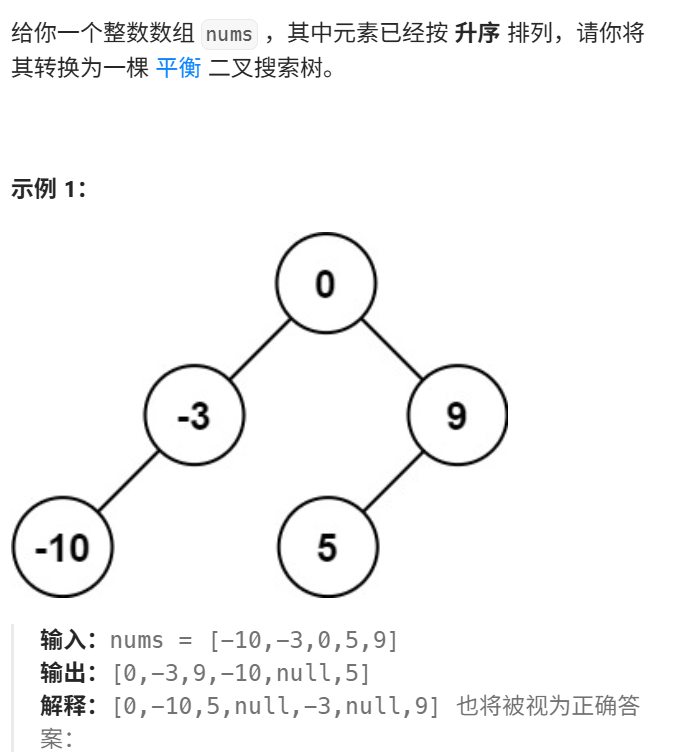 给你一个整数数组 nums ，其中元素已经按 升序 排列，请你将
其转换为一棵 平衡 二叉搜索树。
示例 1：
0
-3
9
-10
5
输入：nums = [-10,-3,0,5,9]
输出：[0,-3,9,-10,null,5]
解释：[0,-10,5,null,-3,null,9] 也将被视为正确答
案：